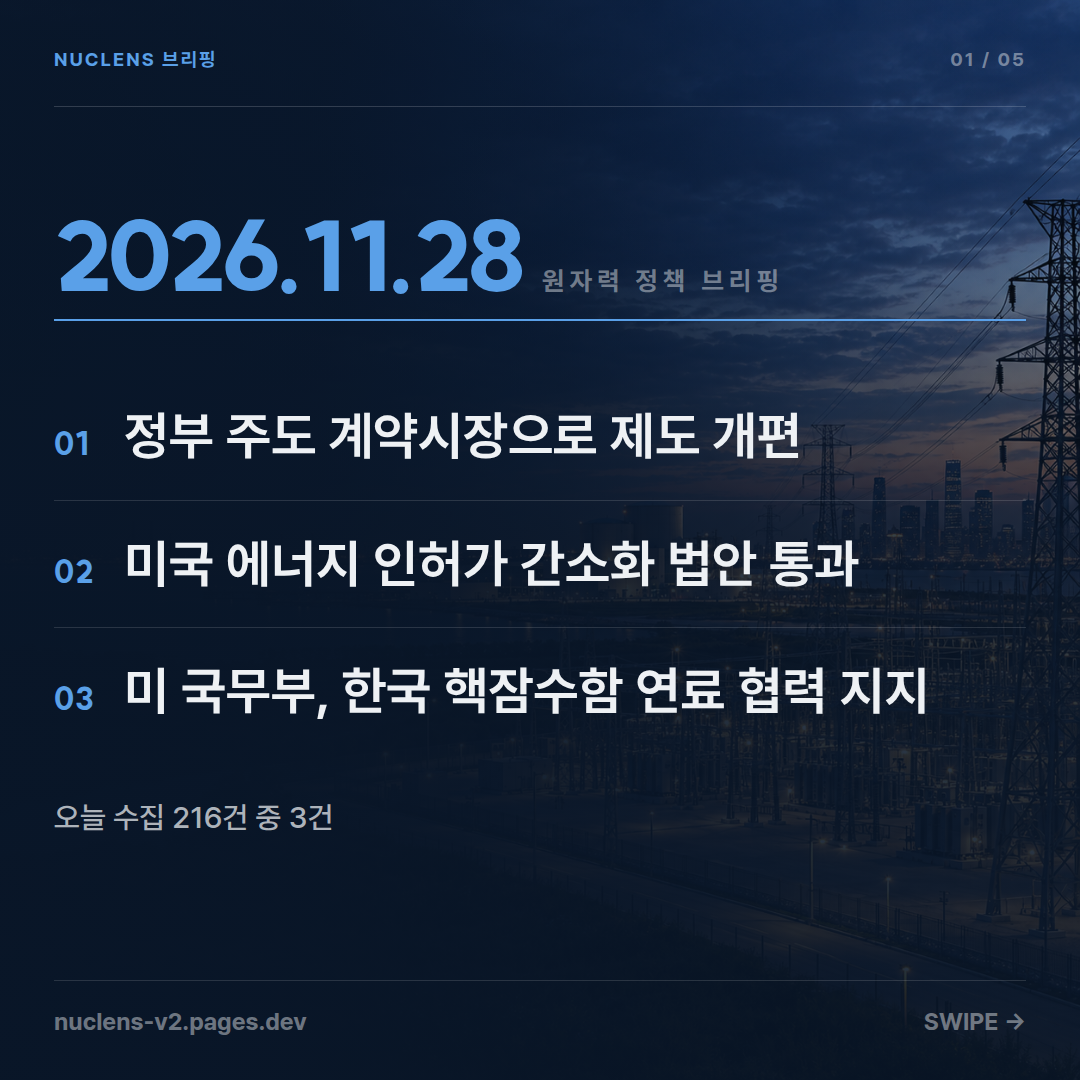 NUCLENS 브리핑
01 / 05
2026.11.28 원자력 정책 브리핑
01 정부 주도 계약시장으로 제도 개편
02 미국 에너지 인허가 간소화 법안 통과
03 미 국무부, 한국 핵잠수함 연료 협력 지지
오늘 수집 216건 중 3건
nuclens-v2.pages.dev
SWIPE →